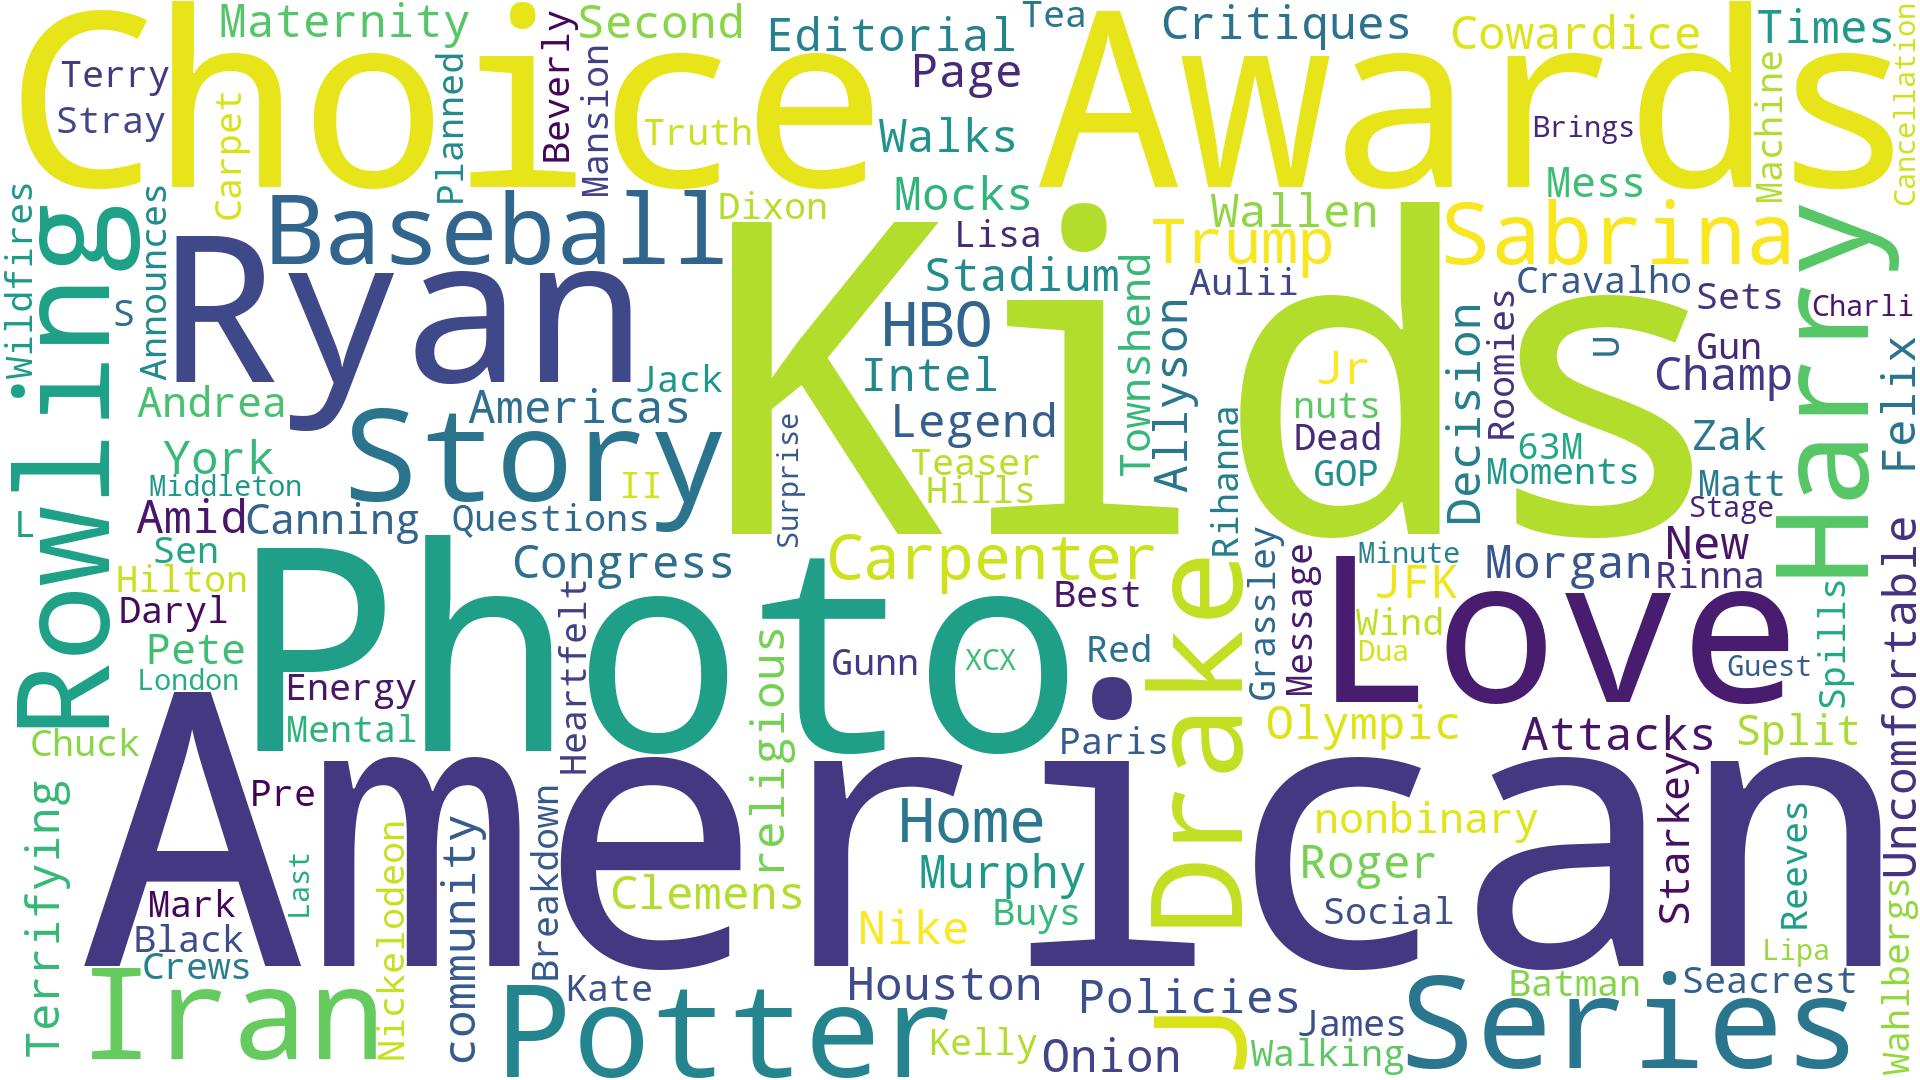 Choice Awards
Maternity
Second
Editorial
Tea
Critiques
Cowardice
Times
Terry
Stray
Carpet
Planned
Beverly
Mansion
Truth
Page
Walks
Brings
Machine
Cancellation
Mocks
Mess
Wildfires
Rowling
Announces
S
Baseball
Ryan
Dixon
Kids
Lisa
Stadium
Trump
Wallen
Aulii
Sabrina
Cravalho
Sets
Charli
Harry
HBO
Intel
Legend
Teaser
Hills
Townshend
Allyson
Rihanna
Jr
nuts
Dead
GOP
Decision
Roomies
U
Gun
Champ
63M
Moments
Zak
Matt
Stage
Felix
Andrea
Americas
Jack
Story
II
Surprise
York
Middleton
L
Amid
Canning
Questions
Sen
Hilton
Daryl
Pete
London
Congress
Carpenter
Best
Photo
Energy
Mental
Heartfelt
religious
Gunn
XCX
Red
Paris
Drake
Grassley
Message
Minute
JFK
Wind
Dua
Morgan
New
Rinna
Love
Guest
Spills
Uncomfortable
Chuck
Olympic
Attacks
Split
American
Pre
Terrifying
Mark
Black
Crews
Last
Nickelodeon
community
Breakdown
Clemens
Home
Murphy
Buys
Nike
nonbinary
Roger
Social
Starkey
Reeves
Lipa
Wahlbergs
Iran
Potter
Kate
Houston
Kelly
Onion
Policies
James
Walking
Batman
Seacrest
Series